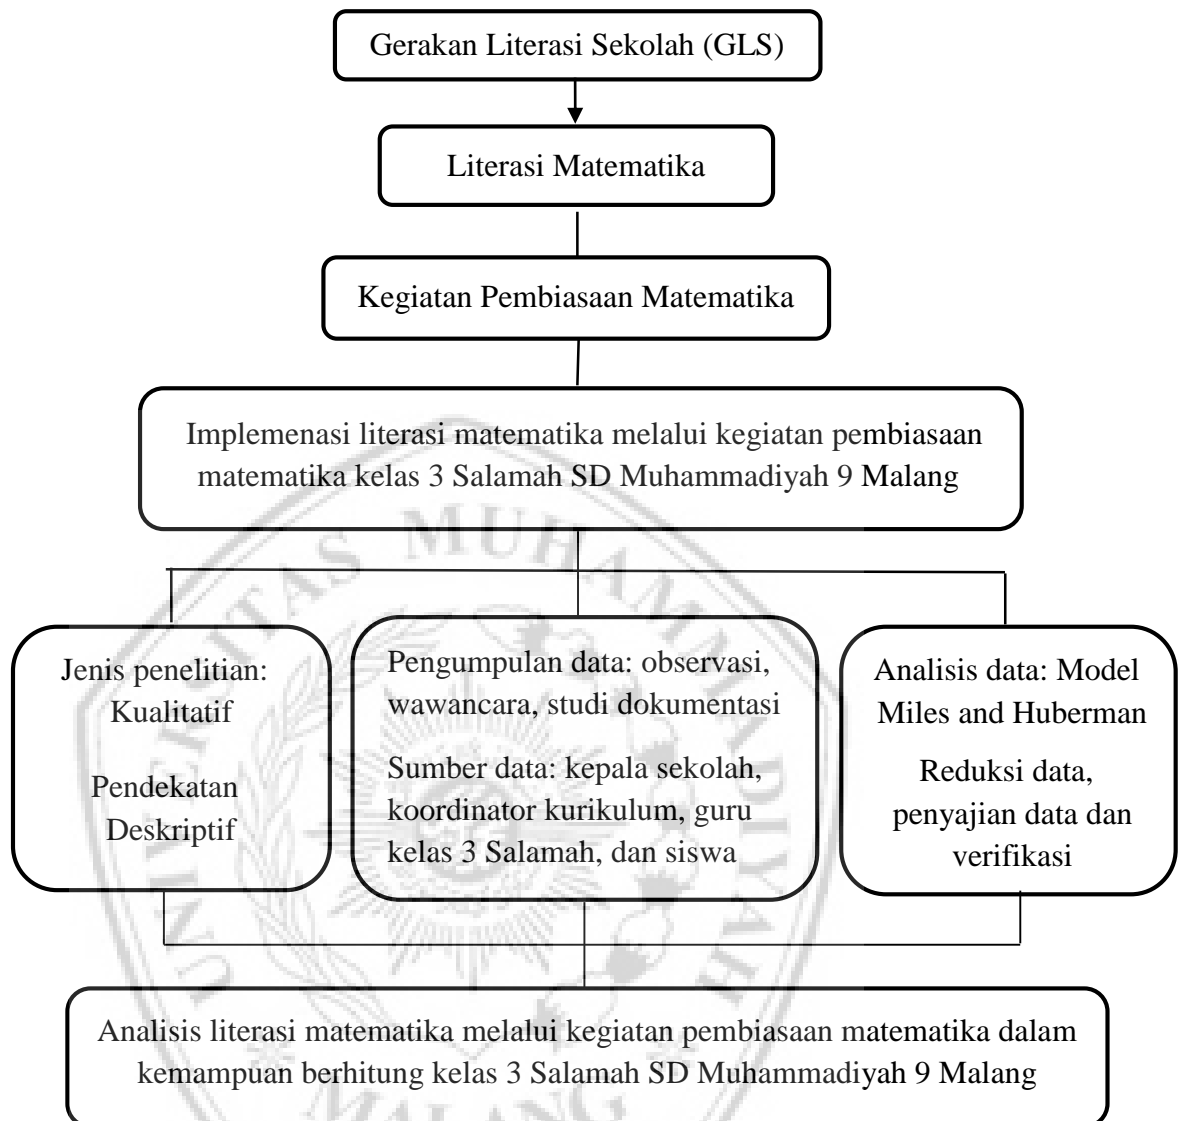 Gerakan Literasi Sekolah (GLS)
Literasi Matematika
Kegiatan Pembiasaan Matematika
Implemenasi literasi matematika melalui kegiatan pembiasaan
matematika kelas 3 Salamah SD Muhammadiyah 9 Malang
Jenis penelitian:
Kualitatif
Pendekatan
Deskriptif
Pengumpulan data: observasi,
wawancara, studi dokumentasi
Sumber data: kepala sekolah,
koordinator kurikulum, guru
kelas 3 Salamah, dan siswa
Analisis data: Model
Miles and Huberman
Reduksi data,
penyajian data dan
verifikasi
Analisis literasi matematika melalui kegiatan pembiasaan matematika dalam
kemampuan berhitung kelas 3 Salamah SD Muhammadiyah 9 Malang
UNIVERSITAS MUHAMMADIYAH
MALANG